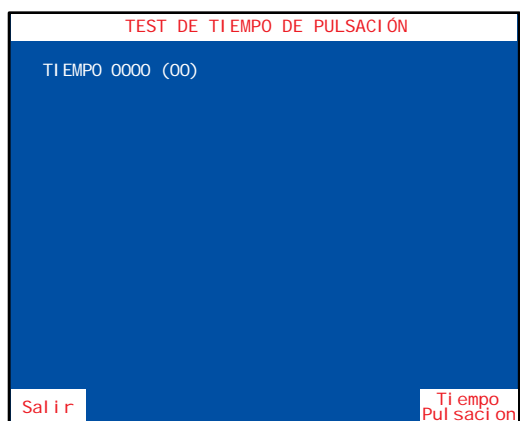 TEST DE TIEMPO DE PULSACIÓN
TIEMPO 0000 (00)
Salir
Tiempo
Pulsacion